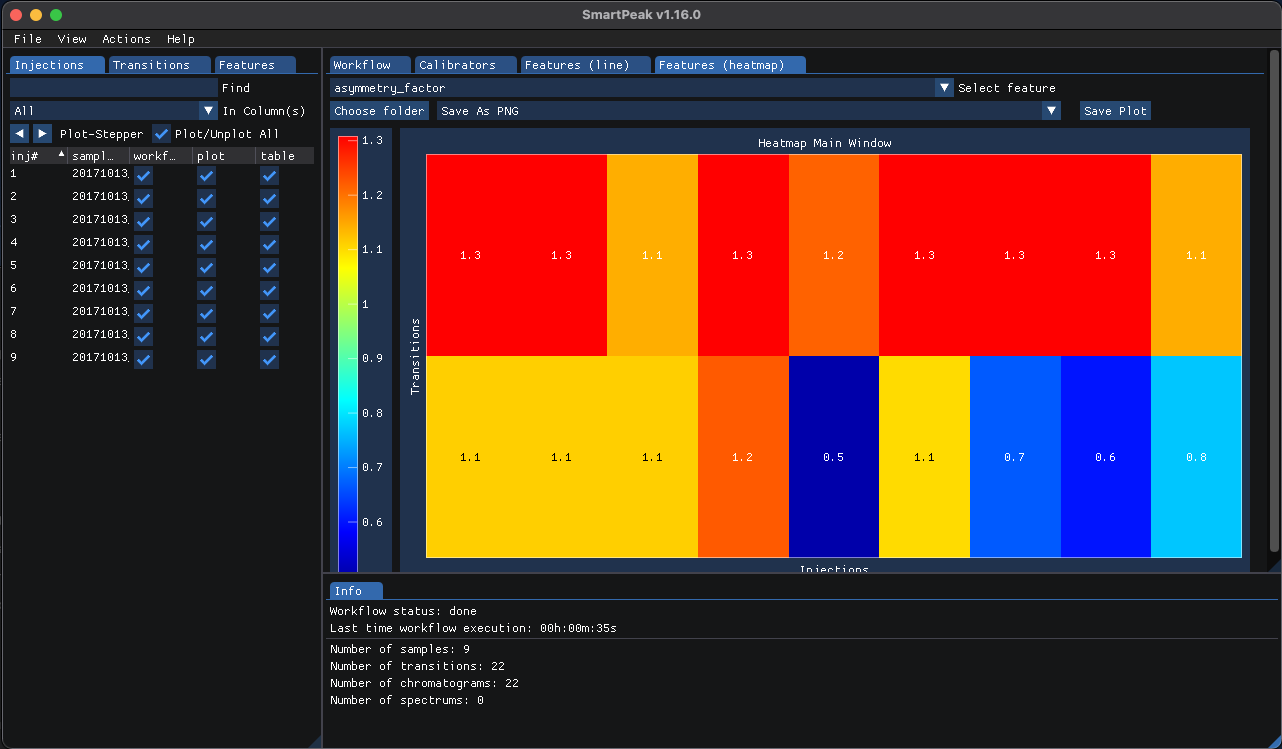 SmartPeak v1.16.0
File View Actions Help
Injections Transitions Features
Find
All In Column(s)
Plot-Stepper Plot/Unplot All
inj# sampl… workf… plot table
1 20171013
2 20171013
3 20171013
4 20171013
5 20171013
6 20171013
7 20171013
8 20171013
9 20171013
Workflow Calibrators Features (line) Features (heatmap)
asymmetry_factor Select feature
Choose folder Save As PNG Save Plot
1.3
1.2
1.1
1
0.9
0.8
0.7
0.6
Heatmap Main Window
Transitions
1.3 1.3 1.1 1.3 1.2 1.3 1.3 1.3 1.1
1.1 1.1 1.1 1.2 0.5 1.1 0.7 0.6 0.8
Injections
Info
Workflow status: done
Last time workflow execution: 00h:00m:35s
Number of samples: 9
Number of transitions: 22
Number of chromatograms: 22
Number of spectrums: 0